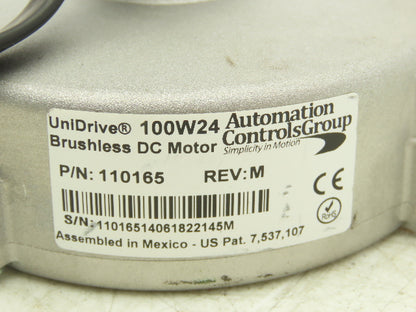 UniDrive® 100W24
Brushless DC Motor
Automation
ControlsGroup
Simplicity in Motion
P/N: 110165 REV: M
CE
RoHS
S/N: 11016514061822145M
Assembled in Mexico - US Pat. 7,537,107